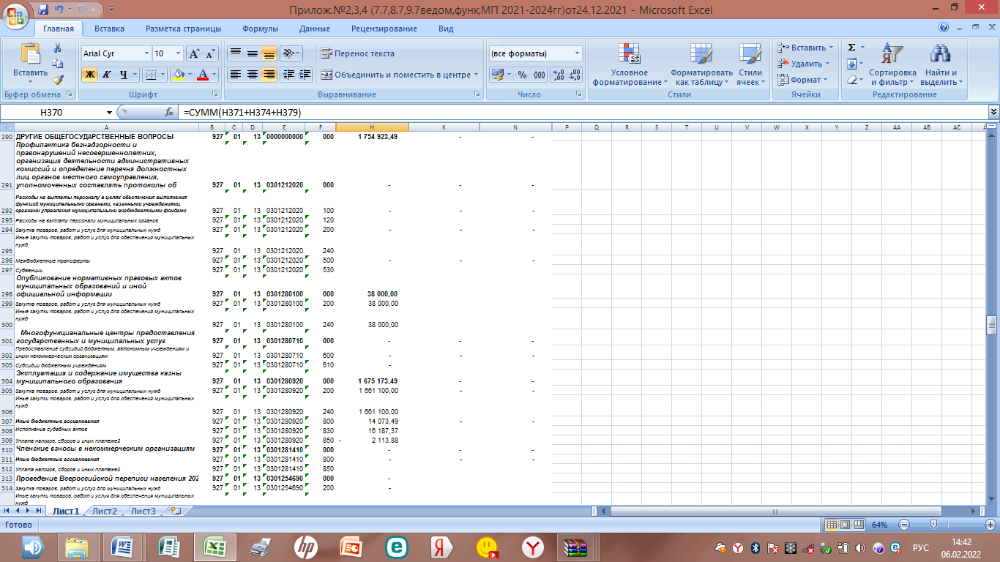 Прилож.№2,3,4 (7.7,8.7,9.7ведом,функ,МП 2021-2024гг)от24.12.2021 - Microsoft Excel
Главная Вставка Разметка страницы Формулы Данные Рецензирование Вид
Вставить
Arial Cyr 10
Ж К Ч
Перенос текста
Объединить и поместить в центре
(все форматы)
% 000
Условное форматирование
Форматировать как таблицу
Стили ячеек
Вставить
Удалить
Формат
Сортировка и фильтр
Найти и выделить
Буфер обмена Шрифт Выравнивание Число Стили Ячейки Редактирование
H370 fx =СУММ(H371+H374+H379)
A B C D E F H K N P Q R S T U V W X Y Z AA AB AC
290 ДРУГИЕ ОБЩЕГОСУДАРСТВЕННЫЕ ВОПРОСЫ 927 01 13 0000000000 000 1 754 923,49 - -
Профилактика безнадзорности и
правонарушений несовершеннолетних,
организация деятельности административных
комиссий и определение перечня должностных
лиц органов местного самоуправления,
291 уполномоченных составлять протоколы об 927 01 13 0301212020 000 - - -
Расходы на выплаты персоналу в целях обеспечения выполнения
функций муниципальными органами, казенными учреждениями,
292 органами управления муниципальными внебюджетными фондами 927 01 13 0301212020 100 - - -
293 Расходы на выплату персоналу муниципальных органов 927 01 13 0301212020 120 - - -
294 Закупка товаров, работ и услуг для муниципальных нужд 927 01 13 0301212020 200 - - -
Иные закупки товаров, работ и услуг для обеспечения муниципальных
нужд
295 927 01 13 0301212020 240
296 Межбюджетные трансферты 927 01 13 0301212020 500 - - -
297 Субвенции 927 01 13 0301212020 530
Опубликование нормативных правовых актов
муниципальных образований и иной
298 официальной информации 927 01 13 0301280100 000 38 000,00
299 Закупка товаров, работ и услуг для муниципальных нужд 927 01 13 0301280100 200 38 000,00
Иные закупки товаров, работ и услуг для обеспечения муниципальных
нужд
300 927 01 13 0301280100 240 38 000,00
Многофункцианальные центры предоставления
301 государственных и муниципальных услуг 927 01 13 0301280710 000 - - -
Предоставление субсидий бюджетным, автономным учреждениям и
302 иным некоммерческим организациям 927 01 13 0301280710 600 - - -
303 Субсидии бюджетным учреждениям 927 01 13 0301280710 610 -
Эксплуатация и содержание имущества казны
304 муниципального образования 927 01 13 0301280920 000 1 675 173,49 - -
305 Закупка товаров, работ и услуг для муниципальных нужд 927 01 13 0301280920 200 1 661 100,00 - -
Иные закупки товаров, работ и услуг для обеспечения муниципальных
нужд
306 927 01 13 0301280920 240 1 661 100,00
307 Иные бюджетные ассигнования 927 01 13 0301280920 800 14 073,49 - -
308 Исполнение судебных актов 927 01 13 0301280920 830 16 187,37
309 Уплата налогов, сборов и иных платежей 927 01 13 0301280920 850 - 2 113,88
310 Членские взносы в некоммерческим организациям 927 01 13 0301281410 000 - - -
311 Иные бюджетные ассигнования 927 01 13 0301281410 800 - - -
312 Уплата налогов, сборов и иных платежей 927 01 13 0301281410 850
313 Проведение Всероссийской переписи населения 202 927 01 13 0301254690 000 -
314 Закупка товаров, работ и услуг для муниципальных нужд 927 01 13 0301254690 200 -
Иные закупки товаров, работ и услуг для обеспечения муниципальных
нужд
Лист1 Лист2 Лист3
Готово 64%
РУС
14:42
06.02.2022